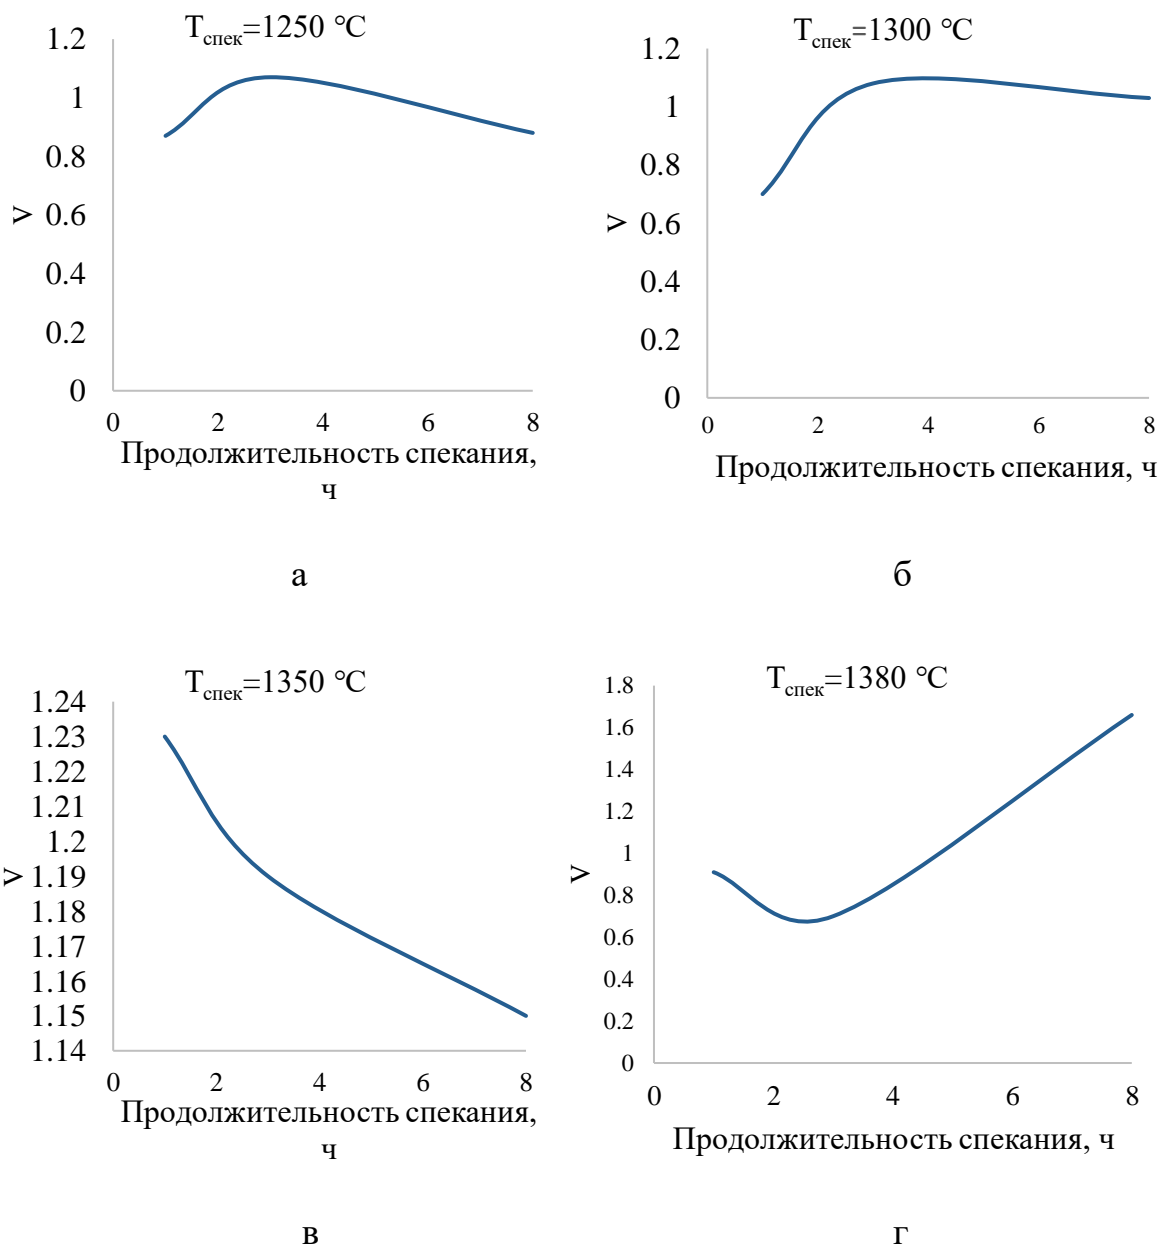 Tспек=1250 °C
1.2
1
0.8
0.6
0.4
0.2
0
V
0 2 4 6 8
Продолжительность спекания,
ч
а
Tспек=1300 °C
1.2
1
0.8
0.6
0.4
0.2
0
V
0 2 4 6 8
Продолжительность спекания, ч
б
Tспек=1350 °C
1.24
1.23
1.22
1.21
1.2
1.19
1.18
1.17
1.16
1.15
1.14
V
0 2 4 6 8
Продолжительность спекания,
ч
в
Tспек=1380 °C
1.8
1.6
1.4
1.2
1
0.8
0.6
0.4
0.2
0
V
0 2 4 6 8
Продолжительность спекания, ч
г